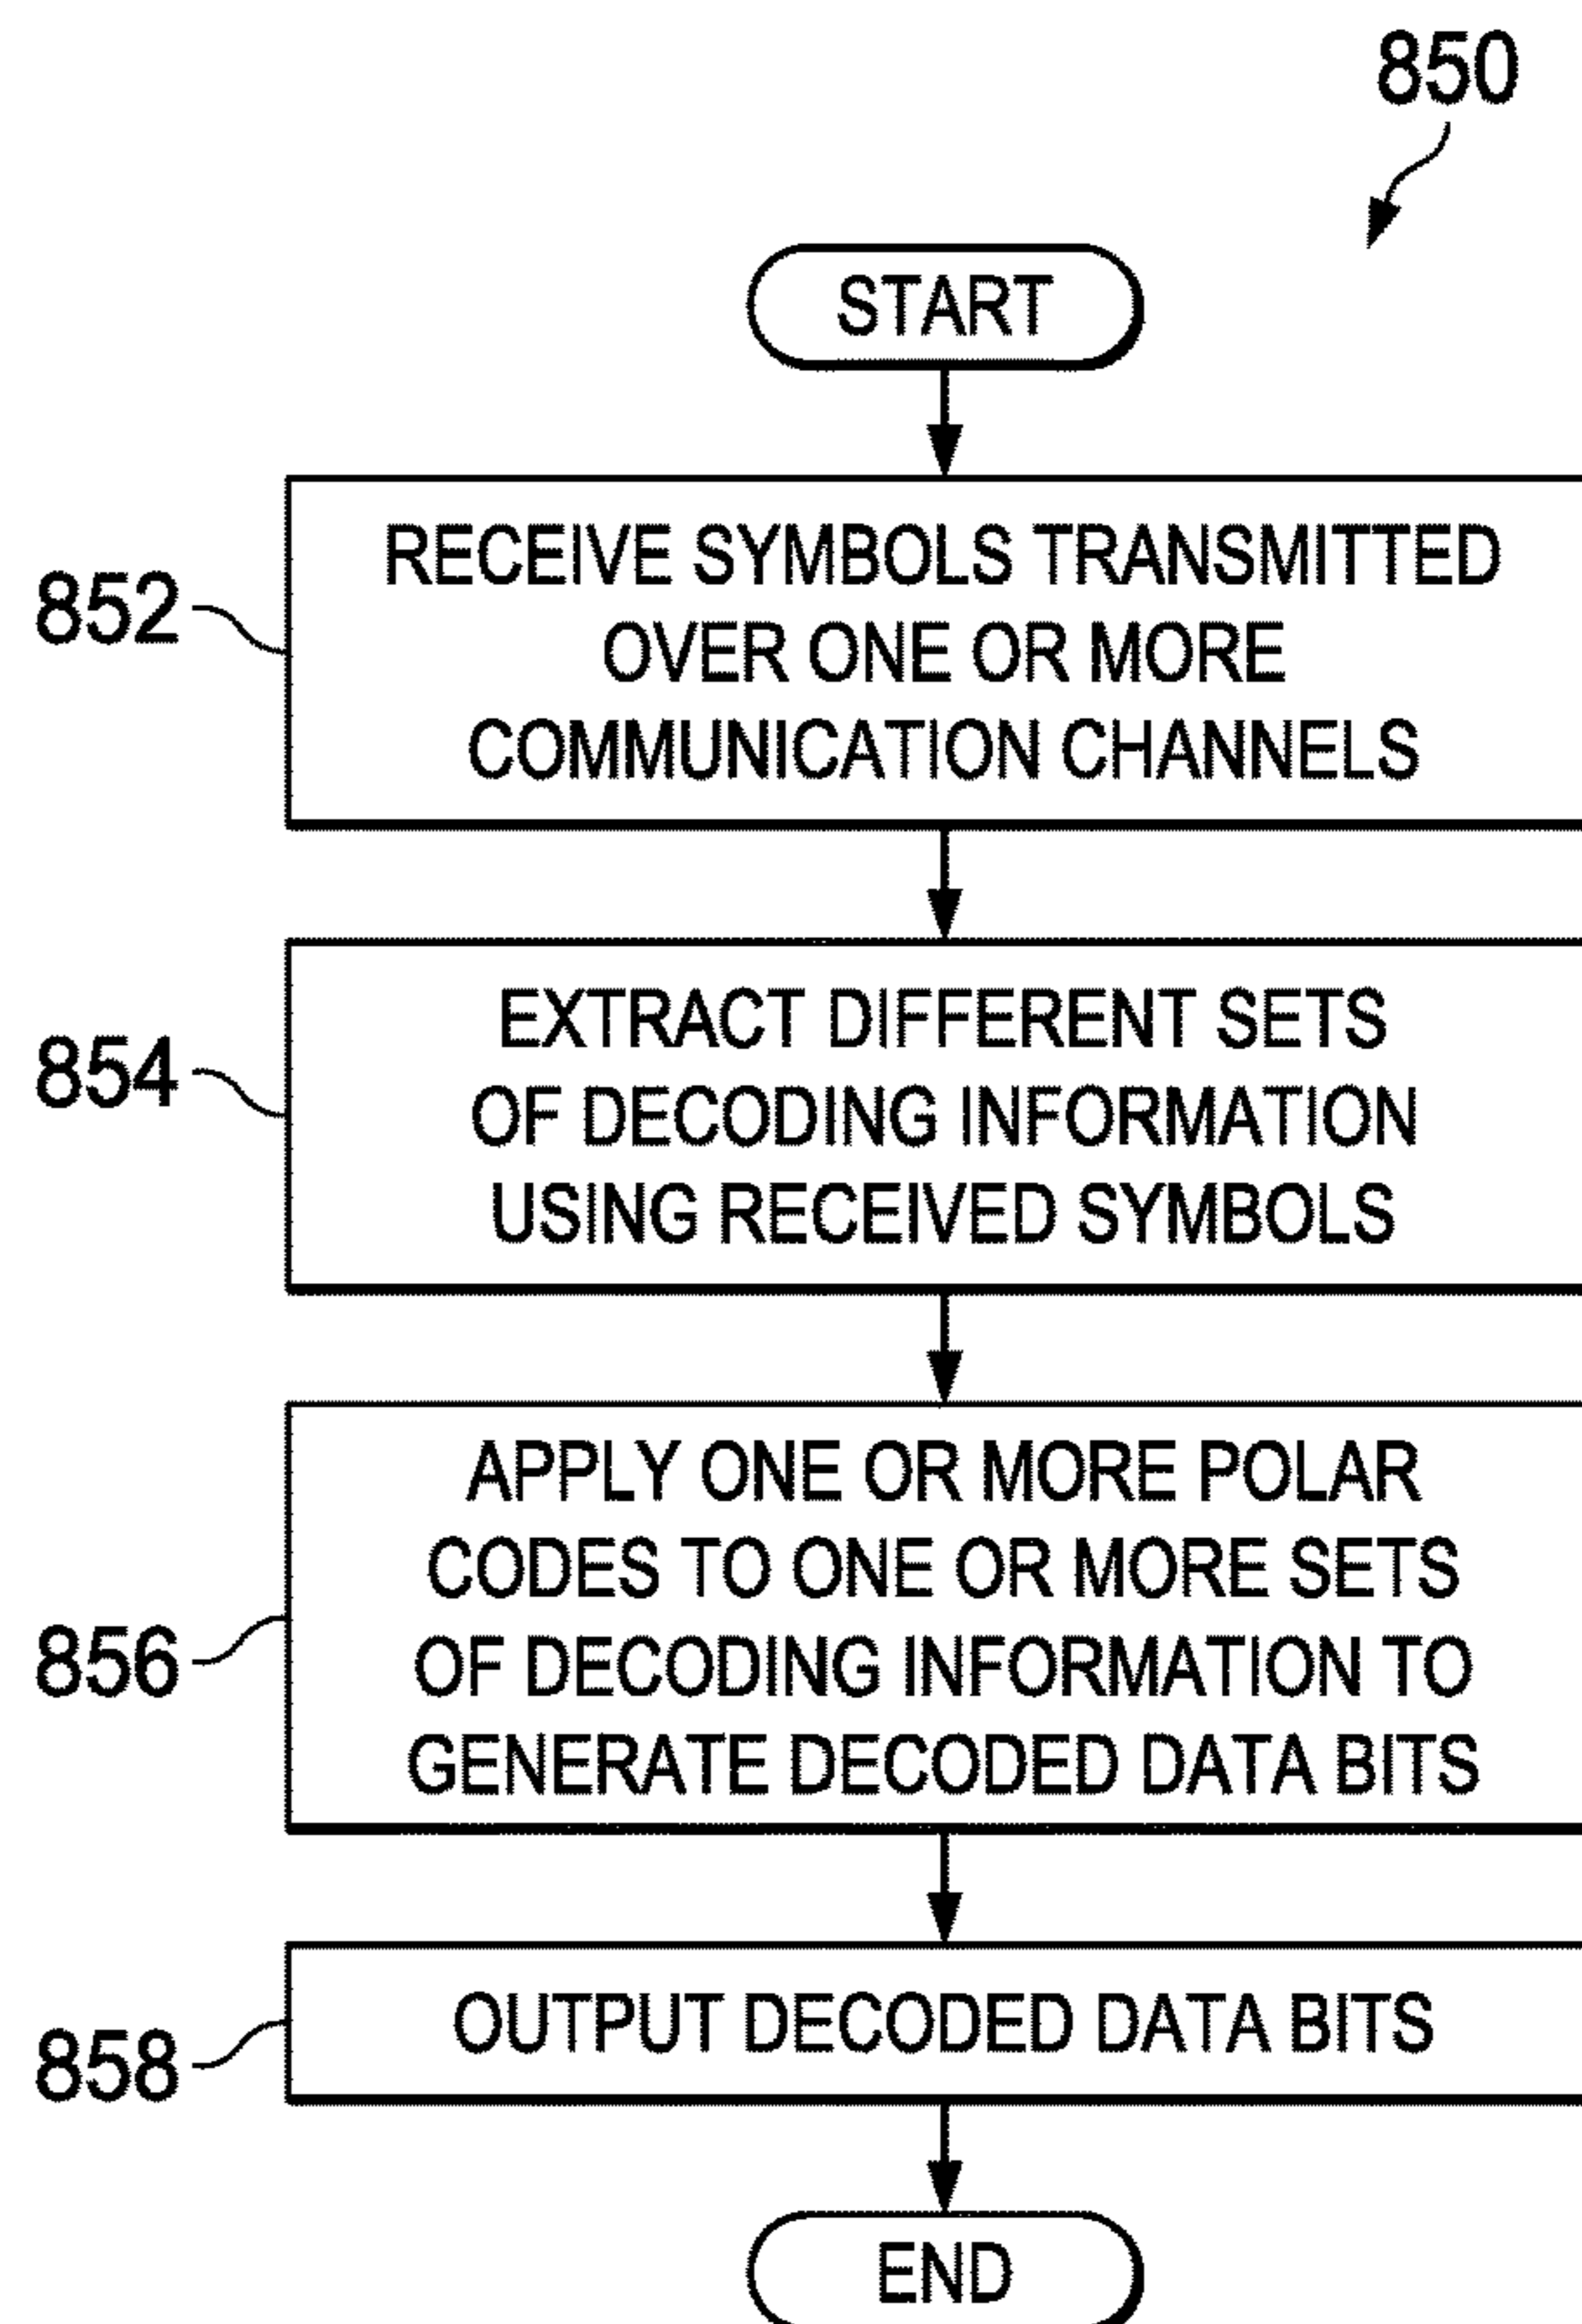 850
START
852
RECEIVE SYMBOLS TRANSMITTED
OVER ONE OR MORE
COMMUNICATION CHANNELS
854
EXTRACT DIFFERENT SETS
OF DECODING INFORMATION
USING RECEIVED SYMBOLS
856
APPLY ONE OR MORE POLAR
CODES TO ONE OR MORE SETS
OF DECODING INFORMATION TO
GENERATE DECODED DATA BITS
858
OUTPUT DECODED DATA BITS
END